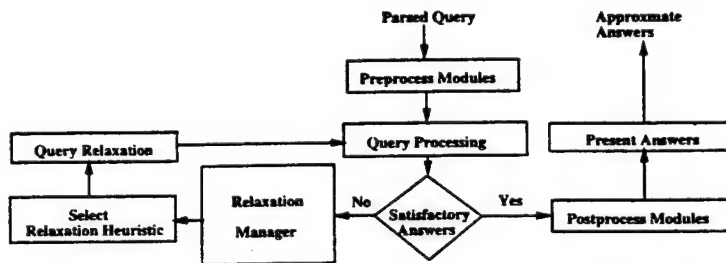 Parsed Query
Approxmate
Answers
Preprocess Modules
Query Relaxation
Query Processing
Present Answers
Select
Relaxation Heuristic
Relaxation
Manager
No
Satisfactory
Answers
Yes
Postprocess Modules